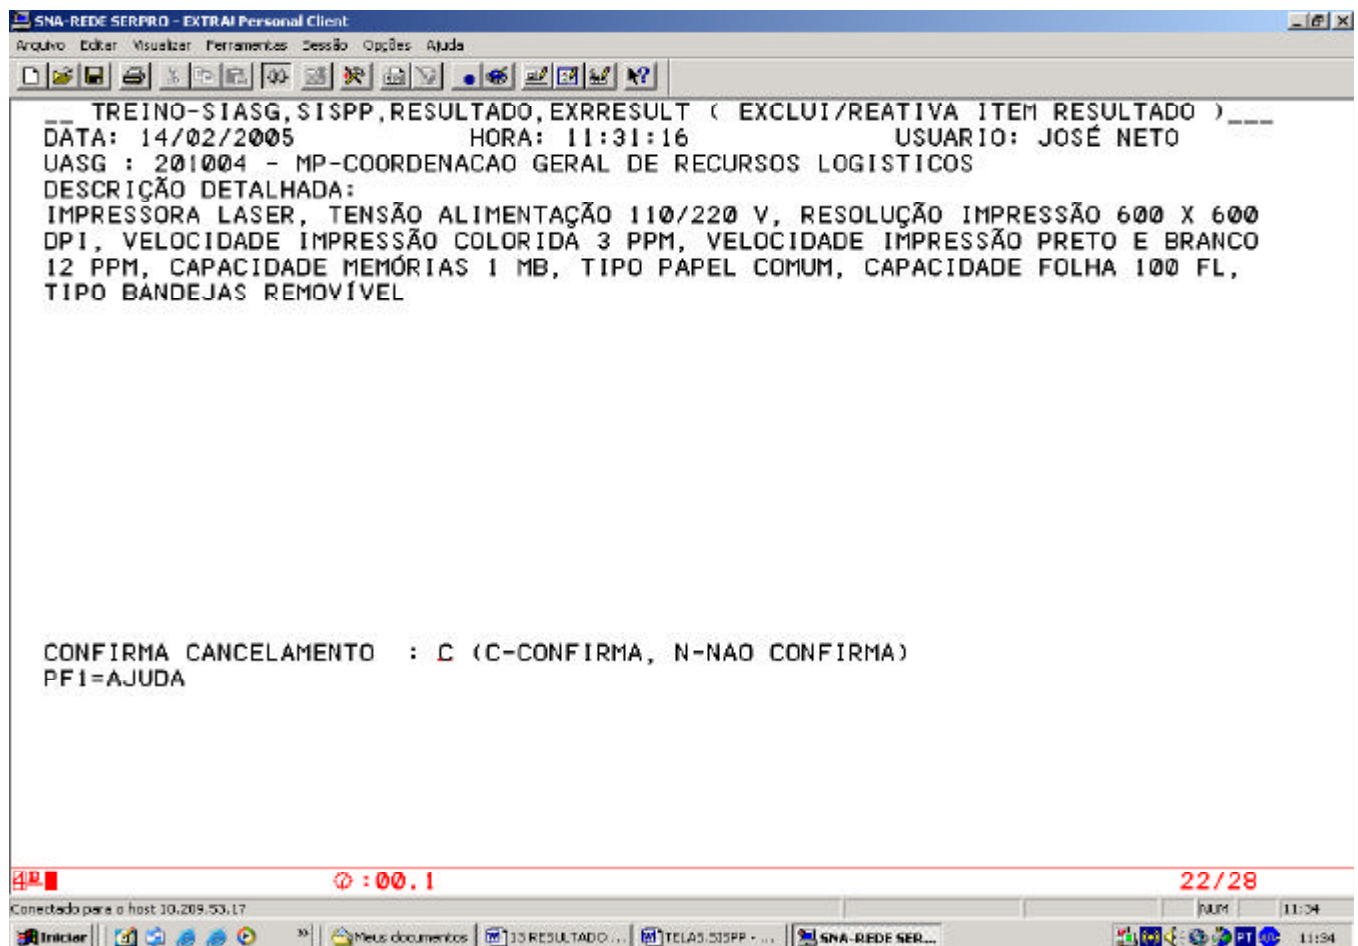 SNA-REDE SERPRO - EXTRA! Personal Client
Arquivo Editar Visualizar Ferramentas Sessão Opções Ajuda
__ TREINO-SIASG,SISPP,RESULTADO,EXRRESULT ( EXCLUI/REATIVA ITEM RESULTADO )___
DATA: 14/02/2005 HORA: 11:31:16 USUARIO: JOSÉ NETO
UASG : 201004 - MP-COORDENACAO GERAL DE RECURSOS LOGISTICOS
DESCRIÇÃO DETALHADA:
IMPRESSORA LASER, TENSÃO ALIMENTAÇÃO 110/220 V, RESOLUÇÃO IMPRESSÃO 600 X 600
DPI, VELOCIDADE IMPRESSÃO COLORIDA 3 PPM, VELOCIDADE IMPRESSÃO PRETO E BRANCO
12 PPM, CAPACIDADE MEMÓRIAS 1 MB, TIPO PAPEL COMUM, CAPACIDADE FOLHA 100 FL,
TIPO BANDEJAS REMOVÍVEL
CONFIRMA CANCELAMENTO : C (C-CONFIRMA, N-NAO CONFIRMA)
PF1=AJUDA
:00.1 22/28
Conectado para o host 10.209.53.17 NUM 11:34
Iniciar Meus documentos 13 RESULTADO ... TELAS.SISPP - ... SNA-REDE SER... PT 11:34